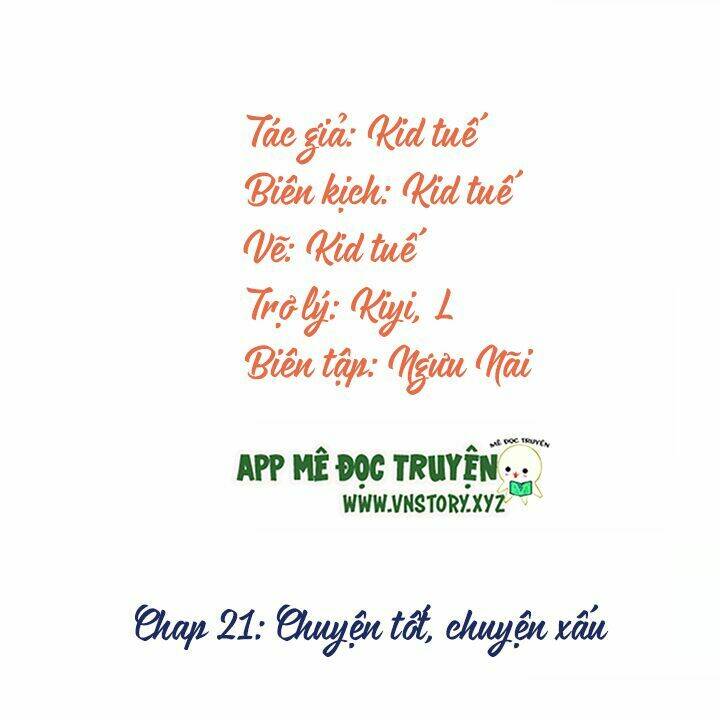 Tác giả: Kid tuế
Biên kịch: Kid tuế
Vẽ: Kid tuế
Trợ lý: Kiyi, L
Biên tập: Ngưu Nãi
MÊ ĐỌC TRUYỆN
APP MÊ ĐỌC TRUYỆN
WWW.VNSTORY.XYZ
Chap 21: Chuyện tốt, chuyện xấu